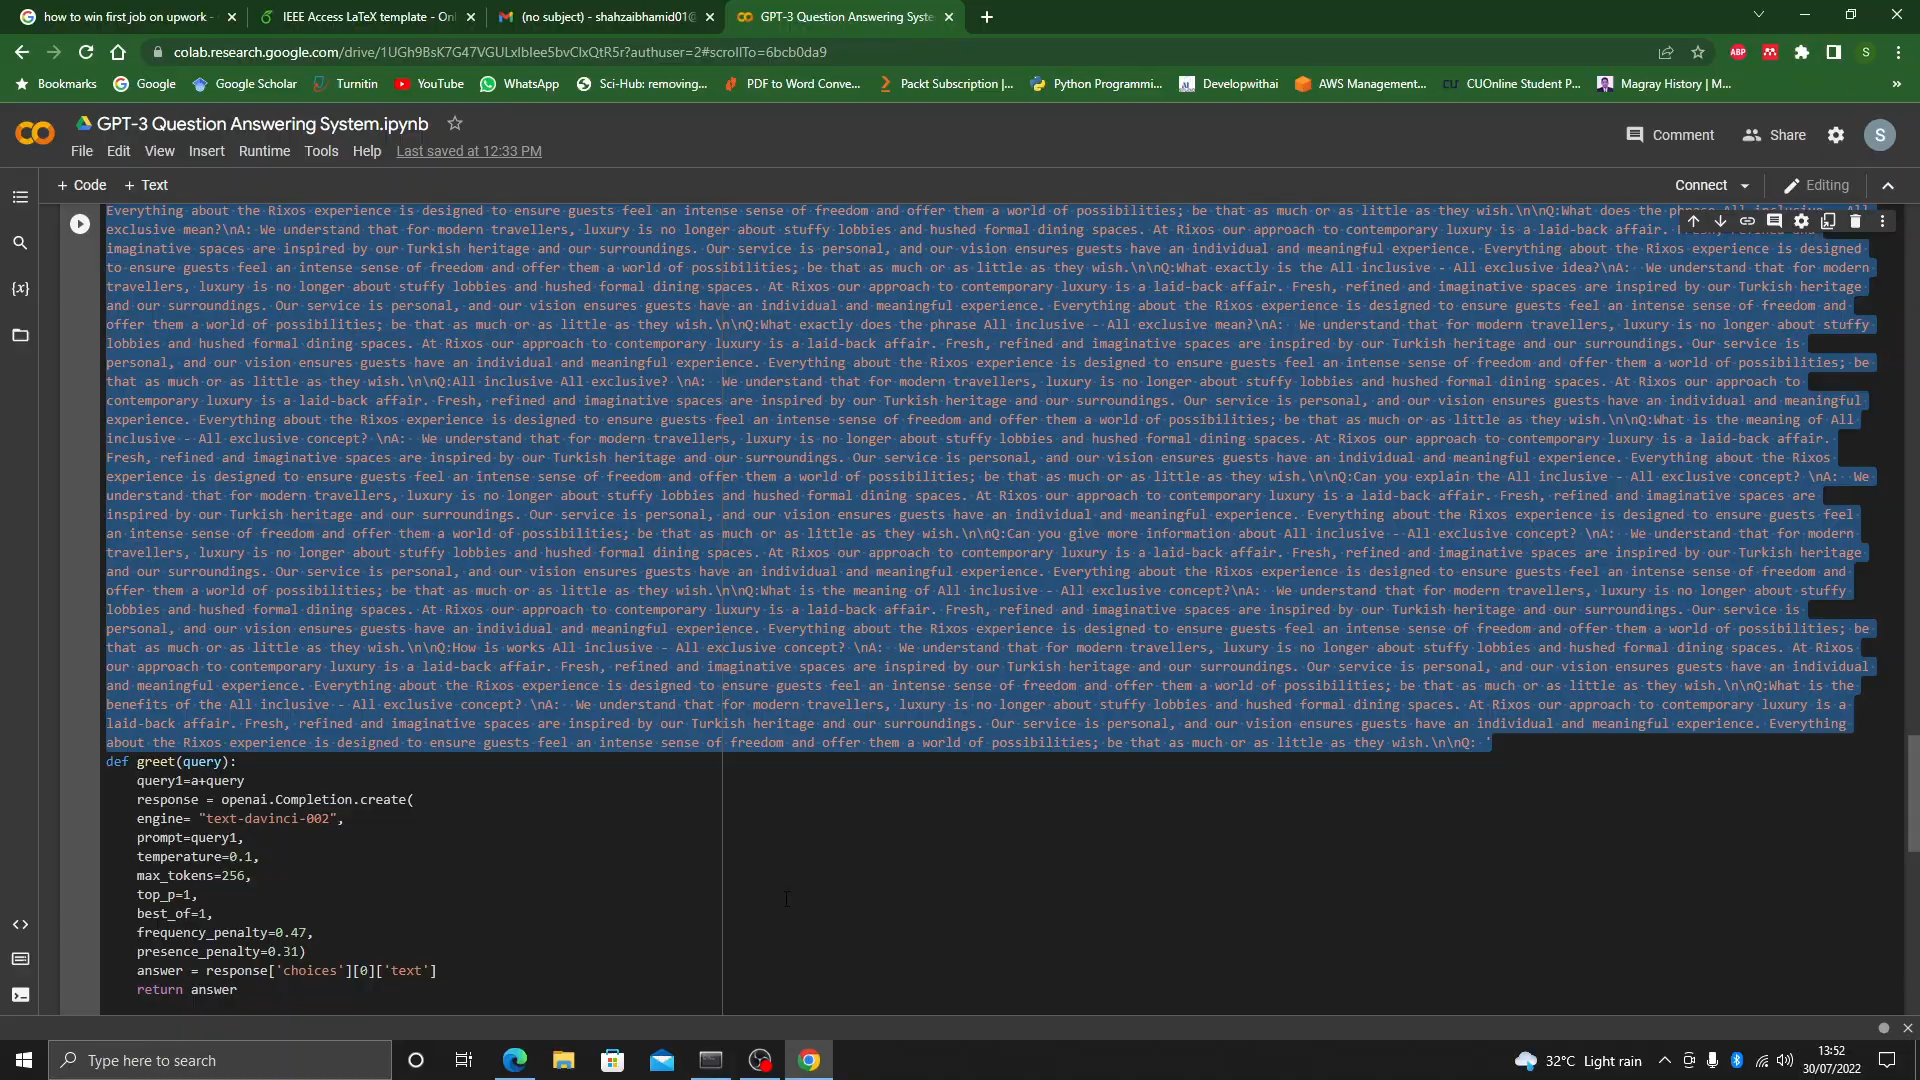 how to win first job on upwork -
IEEE Access LaTeX template - Onl
(no subject) - shahzaibhamid01@
GPT-3 Question Answering Syste
colab.research.google.com/drive/1UGh9BsK7G47VGULxIbIee5bvClxQtR5r?authuser=2#scrollTo=6bcb0da9
ABP
S
Bookmarks
Google
Google Scholar
Turnitin
YouTube
WhatsApp
Sci-Hub: removing...
PDF to Word Conve...
Packt Subscription |...
Python Programmi...
Developwithai
AWS Management...
CUOnline Student P...
Magray History | M...
GPT-3 Question Answering System.ipynb
Comment
Share
S
File Edit View Insert Runtime Tools Help Last saved at 12:33 PM
+ Code + Text
Connect
Editing
Everything about the Rixos experience is designed to ensure guests feel an intense sense of freedom and offer them a world of possibilities; be that as much or as little as they wish.\n\nQ:What does the phrase All inclusive - All
exclusive mean?\nA: We understand that for modern travellers, luxury is no longer about stuffy lobbies and hushed formal dining spaces. At Rixos our approach to contemporary luxury is a laid-back affair. Fresh, refined and
imaginative spaces are inspired by our Turkish heritage and our surroundings. Our service is personal, and our vision ensures guests have an individual and meaningful experience. Everything about the Rixos experience is designed
to ensure guests feel an intense sense of freedom and offer them a world of possibilities; be that as much or as little as they wish.\n\nQ:What exactly is the All inclusive - All exclusive idea?\nA:  We understand that for modern
travellers, luxury is no longer about stuffy lobbies and hushed formal dining spaces. At Rixos our approach to contemporary luxury is a laid-back affair. Fresh, refined and imaginative spaces are inspired by our Turkish heritage
and our surroundings. Our service is personal, and our vision ensures guests have an individual and meaningful experience. Everything about the Rixos experience is designed to ensure guests feel an intense sense of freedom and
offer them a world of possibilities; be that as much or as little as they wish.\n\nQ:What exactly does the phrase All inclusive - All exclusive mean?\nA:  We understand that for modern travellers, luxury is no longer about stuffy
lobbies and hushed formal dining spaces. At Rixos our approach to contemporary luxury is a laid-back affair. Fresh, refined and imaginative spaces are inspired by our Turkish heritage and our surroundings. Our service is
personal, and our vision ensures guests have an individual and meaningful experience. Everything about the Rixos experience is designed to ensure guests feel an intense sense of freedom and offer them a world of possibilities; be
that as much or as little as they wish.\n\nQ:All inclusive All exclusive? \nA:  We understand that for modern travellers, luxury is no longer about stuffy lobbies and hushed formal dining spaces. At Rixos our approach to
contemporary luxury is a laid-back affair. Fresh, refined and imaginative spaces are inspired by our Turkish heritage and our surroundings. Our service is personal, and our vision ensures guests have an individual and meaningful
experience. Everything about the Rixos experience is designed to ensure guests feel an intense sense of freedom and offer them a world of possibilities; be that as much or as little as they wish.\n\nQ:What is the meaning of All
inclusive - All exclusive concept? \nA:  We understand that for modern travellers, luxury is no longer about stuffy lobbies and hushed formal dining spaces. At Rixos our approach to contemporary luxury is a laid-back affair.
Fresh, refined and imaginative spaces are inspired by our Turkish heritage and our surroundings. Our service is personal, and our vision ensures guests have an individual and meaningful experience. Everything about the Rixos
experience is designed to ensure guests feel an intense sense of freedom and offer them a world of possibilities; be that as much or as little as they wish.\n\nQ:Can you explain the All inclusive - All exclusive concept? \nA:  We
understand that for modern travellers, luxury is no longer about stuffy lobbies and hushed formal dining spaces. At Rixos our approach to contemporary luxury is a laid-back affair. Fresh, refined and imaginative spaces are
inspired by our Turkish heritage and our surroundings. Our service is personal, and our vision ensures guests have an individual and meaningful experience. Everything about the Rixos experience is designed to ensure guests feel
an intense sense of freedom and offer them a world of possibilities; be that as much or as little as they wish.\n\nQ:Can you give more information about All inclusive - All exclusive concept? \nA:  We understand that for modern
travellers, luxury is no longer about stuffy lobbies and hushed formal dining spaces. At Rixos our approach to contemporary luxury is a laid-back affair. Fresh, refined and imaginative spaces are inspired by our Turkish heritage
and our surroundings. Our service is personal, and our vision ensures guests have an individual and meaningful experience. Everything about the Rixos experience is designed to ensure guests feel an intense sense of freedom and
offer them a world of possibilities; be that as much or as little as they wish.\n\nQ:What is the meaning of All inclusive - All exclusive concept?\nA:  We understand that for modern travellers, luxury is no longer about stuffy
lobbies and hushed formal dining spaces. At Rixos our approach to contemporary luxury is a laid-back affair. Fresh, refined and imaginative spaces are inspired by our Turkish heritage and our surroundings. Our service is
personal, and our vision ensures guests have an individual and meaningful experience. Everything about the Rixos experience is designed to ensure guests feel an intense sense of freedom and offer them a world of possibilities; be
that as much or as little as they wish.\n\nQ:How is works All inclusive - All exclusive concept? \nA:  We understand that for modern travellers, luxury is no longer about stuffy lobbies and hushed formal dining spaces. At Rixos
our approach to contemporary luxury is a laid-back affair. Fresh, refined and imaginative spaces are inspired by our Turkish heritage and our surroundings. Our service is personal, and our vision ensures guests have an individual
and meaningful experience. Everything about the Rixos experience is designed to ensure guests feel an intense sense of freedom and offer them a world of possibilities; be that as much or as little as they wish.\n\nQ:What is the
benefits of the All inclusive - All exclusive concept? \nA:  We understand that for modern travellers, luxury is no longer about stuffy lobbies and hushed formal dining spaces. At Rixos our approach to contemporary luxury is a
laid-back affair. Fresh, refined and imaginative spaces are inspired by our Turkish heritage and our surroundings. Our service is personal, and our vision ensures guests have an individual and meaningful experience. Everything
about the Rixos experience is designed to ensure guests feel an intense sense of freedom and offer them a world of possibilities; be that as much or as little as they wish.\n\nQ: '
def greet(query):
query1=a+query
response = openai.Completion.create(
engine= "text-davinci-002",
prompt=query1,
temperature=0.1,
max_tokens=256,
top_p=1,
best_of=1,
frequency_penalty=0.47,
presence_penalty=0.31)
answer = response['choices'][0]['text']
return answer
Type here to search
32°C Light rain
13:52
30/07/2022